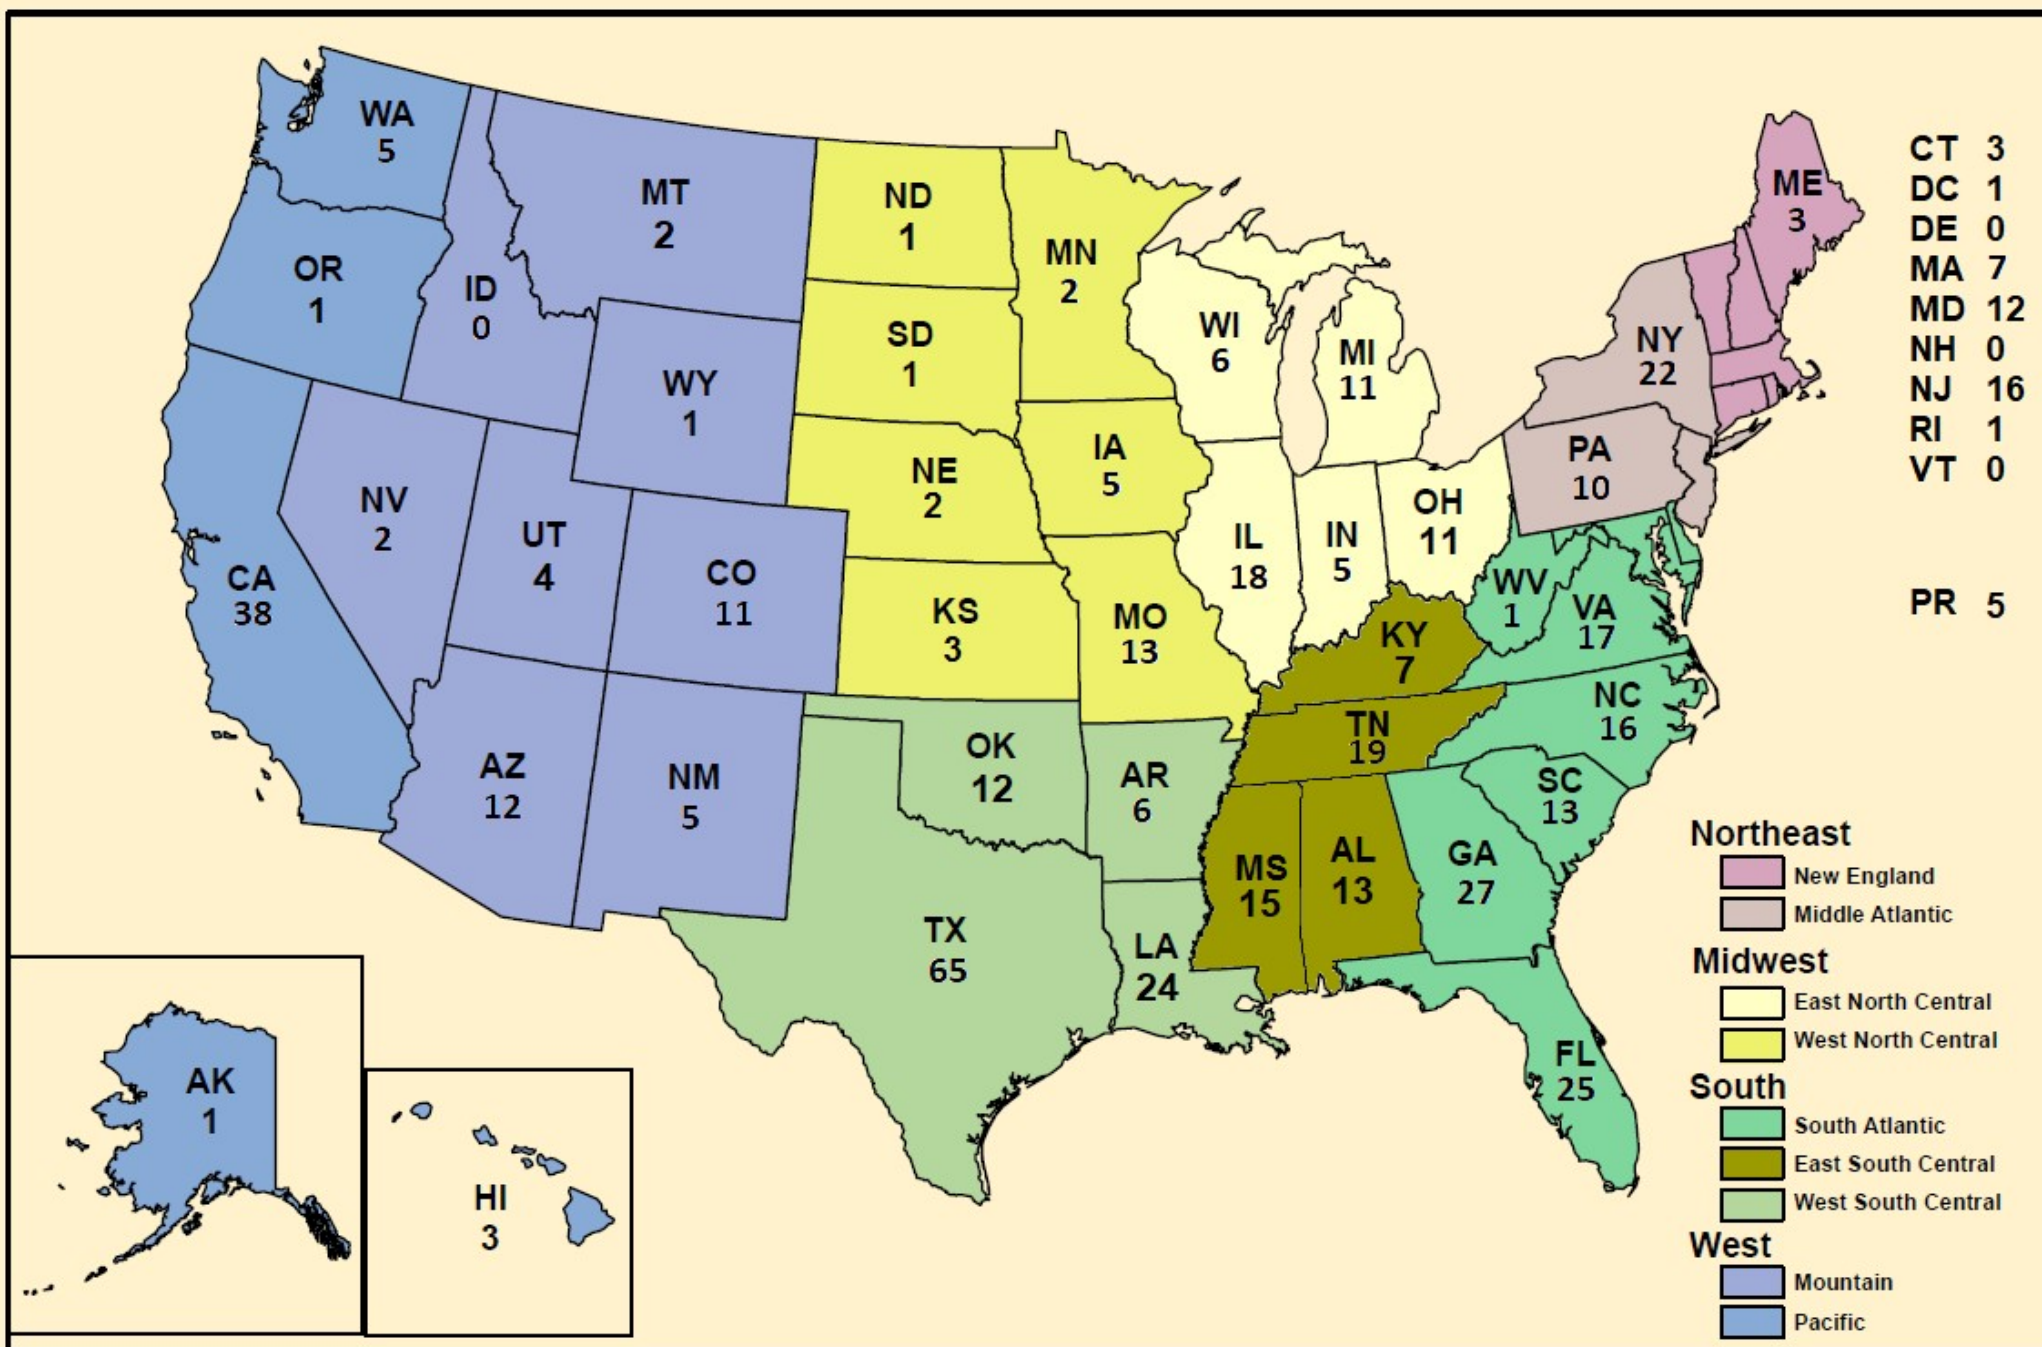 WA
5
OR
1
CA
38
ID
0
NV
2
MT
2
WY
1
UT
4
CO
11
AZ
12
NM
5
ND
1
SD
1
NE
2
KS
3
MN
2
IA
5
MO
13
OK
12
AR
6
TX
65
LA
24
WI
6
MI
11
IL
18
IN
5
OH
11
KY
7
TN
19
MS
15
AL
13
ME
3
NY
22
PA
10
WV
1
VA
17
NC
16
SC
13
GA
27
FL
25
AK
1
HI
3
CT 3
DC 1
DE 0
MA 7
MD 12
NH 0
NJ 16
RI 1
VT 0
PR 5
Northeast
New England
Middle Atlantic
Midwest
East North Central
West North Central
South
South Atlantic
East South Central
West South Central
West
Mountain
Pacific